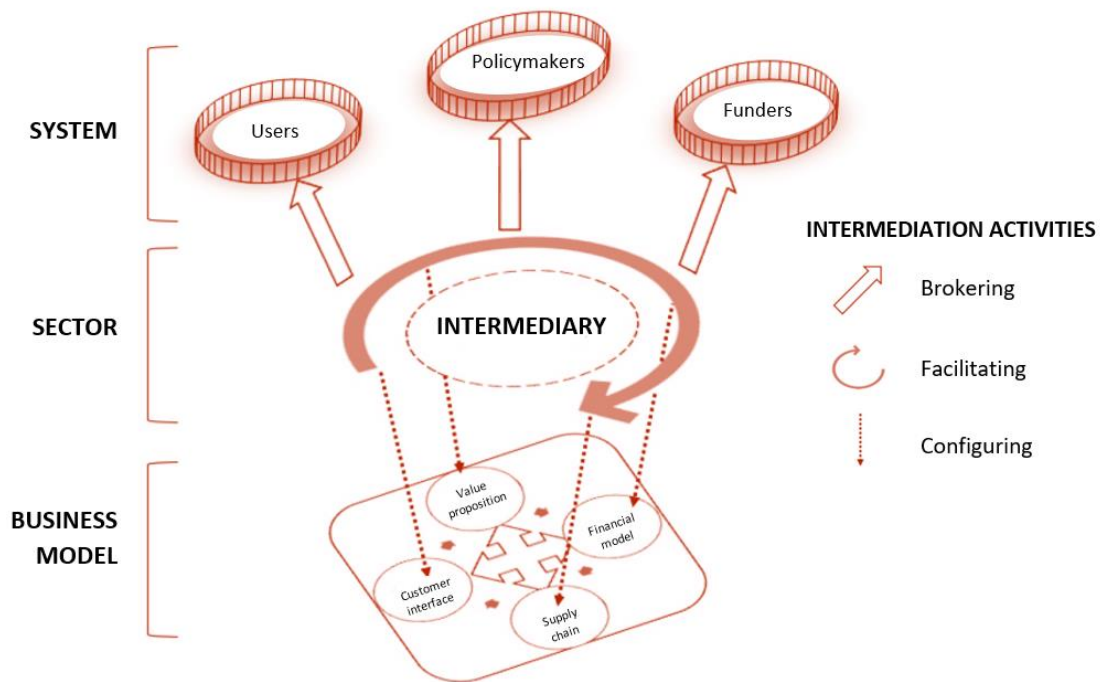 SYSTEM
Users
Policymakers
Funders
SECTOR
INTERMEDIARY
INTERMEDIATION ACTIVITIES
Brokering
Facilitating
Configuring
BUSINESS
MODEL
Value
proposition
Financial
model
Customer
interface
Supply
chain